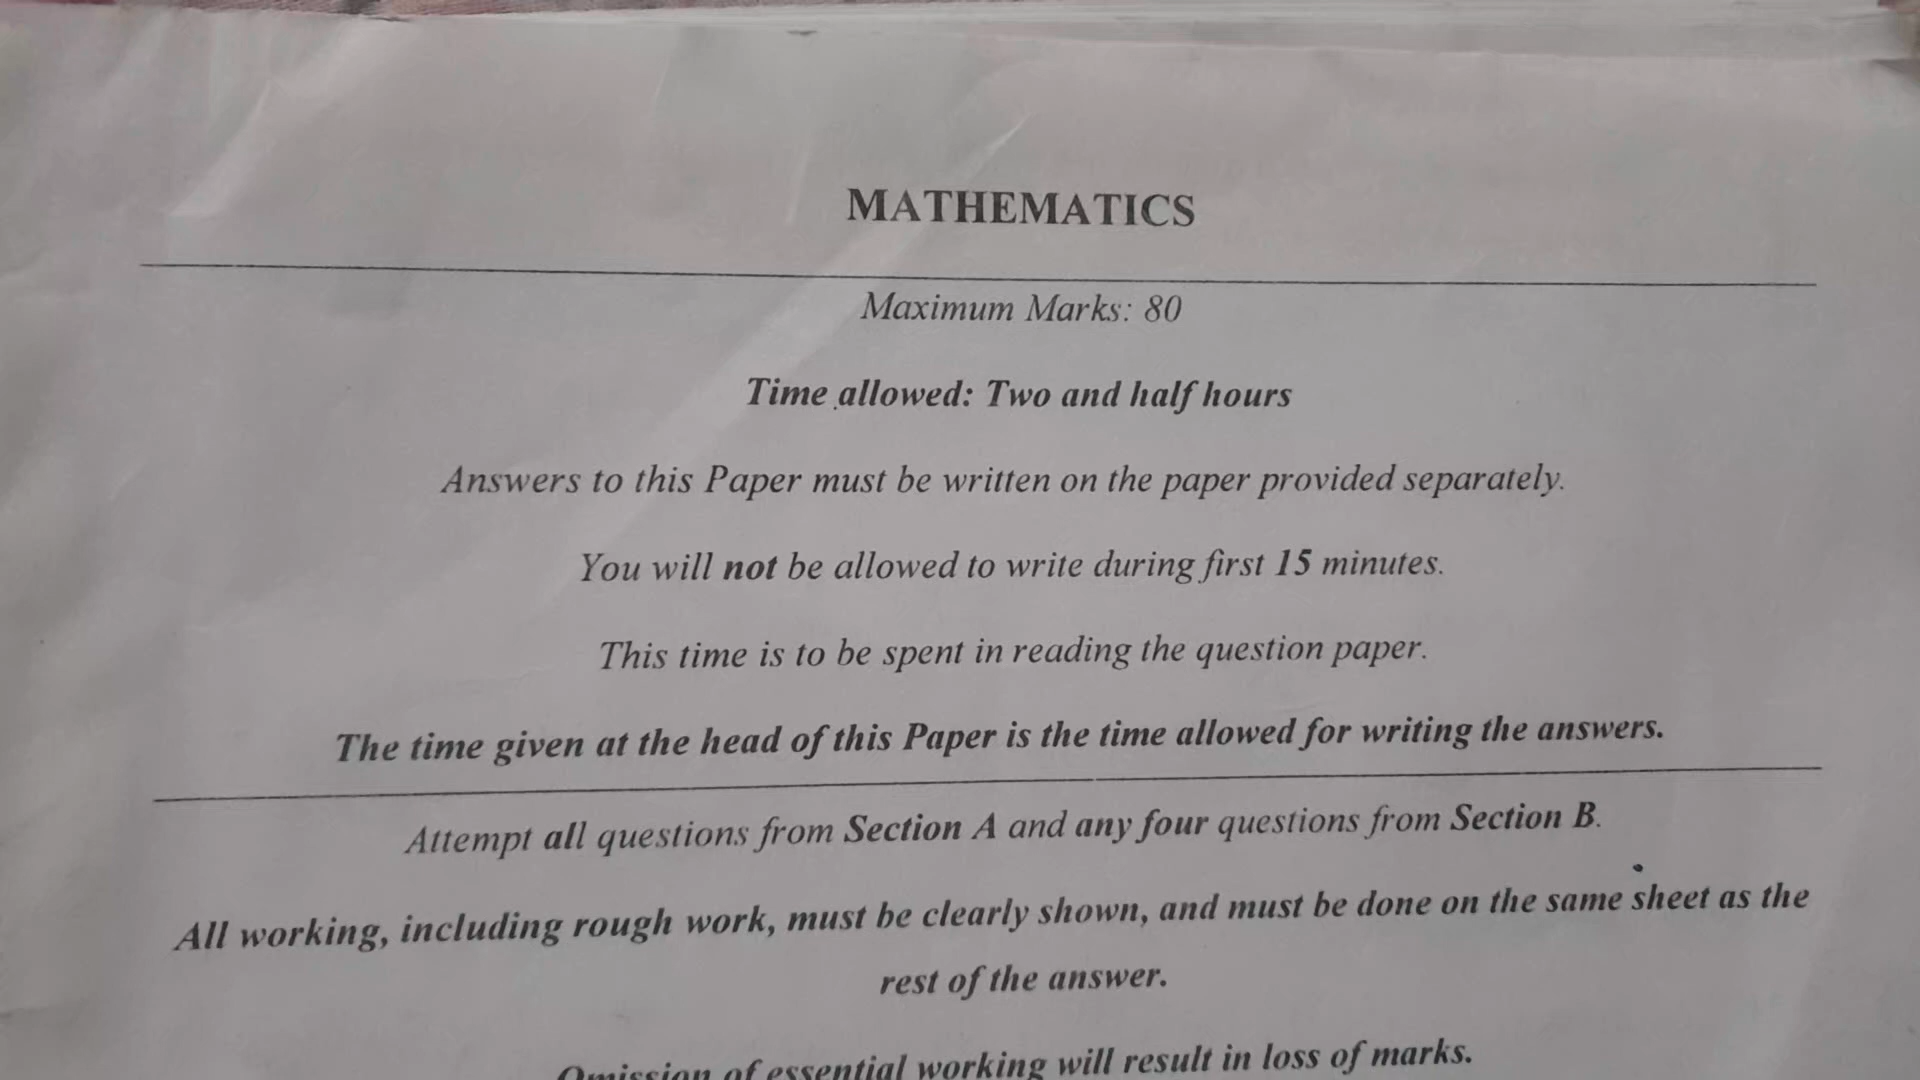 MATHEMATICS
Maximum Marks: 80
Time allowed: Two and half hours
Answers to this Paper must be written on the paper provided separately.
You will not be allowed to write during first 15 minutes.
This time is to be spent in reading the question paper.
The time given at the head of this Paper is the time allowed for writing the answers.
Attempt all questions from Section A and any four questions from Section B.
All working, including rough work, must be clearly shown, and must be done on the same sheet as the
rest of the answer.
Omission of essential working will result in loss of marks.